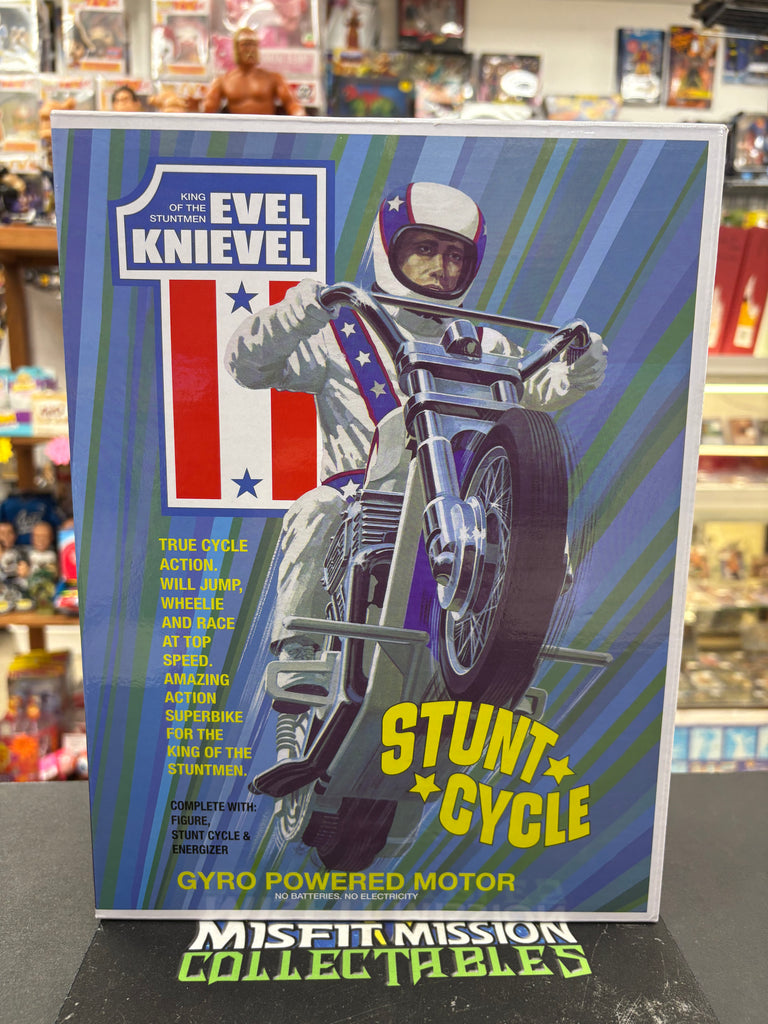 KING
OF THE
STUNTMEN
EVEL
KNIEVEL
TRUE CYCLE
ACTION.
WILL JUMP,
WHEELIE
AND RACE
AT TOP
SPEED.
AMAZING
ACTION
SUPERBIKE
FOR THE
KING OF THE
STUNTMEN.
COMPLETE WITH:
FIGURE,
STUNT CYCLE &
ENERGIZER
STUNT
CYCLE
GYRO POWERED MOTOR
NO BATTERIES. NO ELECTRICITY
MISFIT MISSION
COLLECTABLES